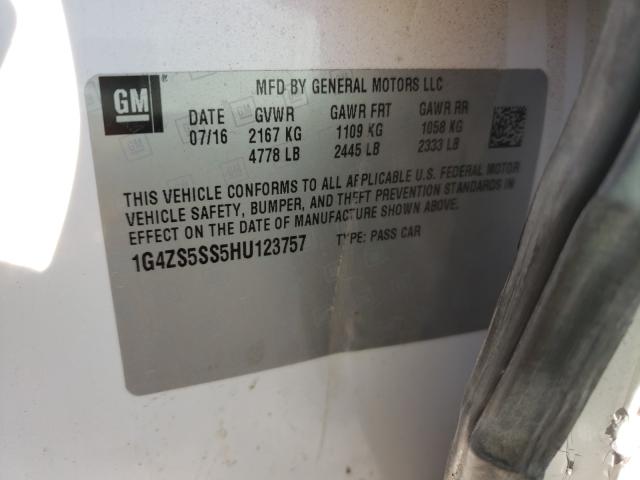 GM
MFD BY GENERAL MOTORS LLC
DATE GVWR GAWR FRT GAWR RR
07/16 2167 KG 1109 KG 1058 KG
4778 LB 2445 LB 2333 LB
THIS VEHICLE CONFORMS TO ALL APPLICABLE U.S. FEDERAL MOTOR
VEHICLE SAFETY, BUMPER, AND THEFT PREVENTION STANDARDS IN
EFFECT ON THE DATE OF MANUFACTURE SHOWN ABOVE.
1G4ZS5SS5HU123757 TYPE: PASS CAR